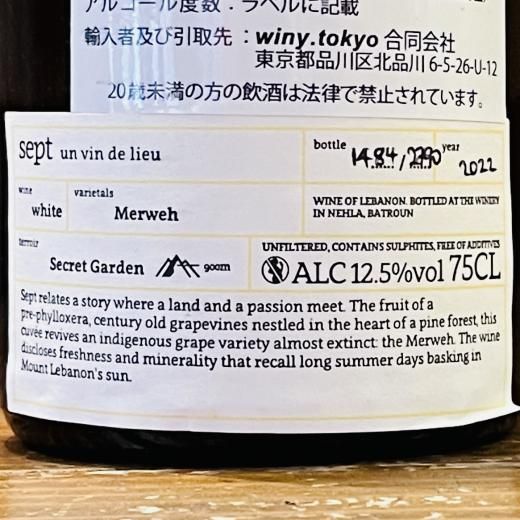 アルコール度数：ラベルに記載
輸入者及び引取先：winy.tokyo 合同会社
東京都品川区北品川6-5-26-U-12
20歳未満の方の飲酒は法律で禁止されています。
sept un vin de lieu
bottle 1484/2790 year 2022
wine white
varietals Merweh
WINE OF LEBANON. BOTTLED AT THE WINERY
IN NEHLA, BATROUN
terroir
Secret Garden 900m
UNFILTERED, CONTAINS SULPHITES, FREE OF ADDITIVES
ALC 12.5%vol 75CL
Sept relates a story where a land and a passion meet. The fruit of a
pre-phylloxera, century old grapevines nestled in the heart of a pine forest, this
cuvée revives an indigenous grape variety almost extinct: the Merweh. The wine
discloses freshness and minerality that recall long summer days basking in
Mount Lebanon's sun.